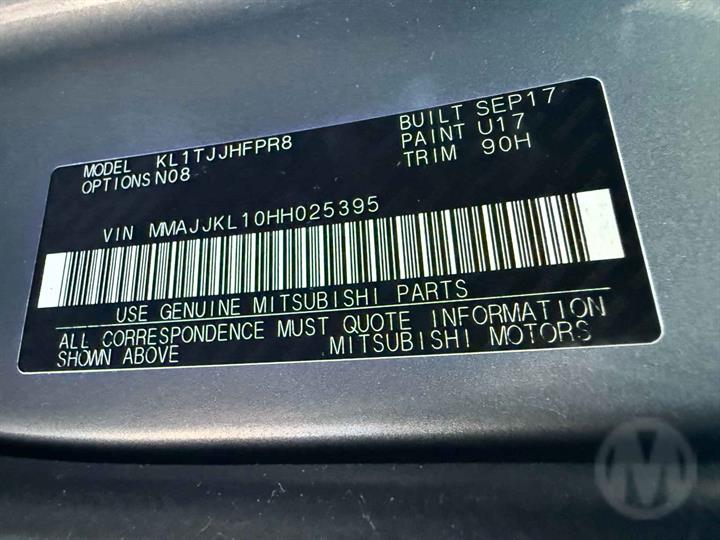 MODEL KL1TJJHFPR8 BUILT SEP17
OPTIONS N08 PAINT U17
TRIM 90H
VIN MMAJJKL10HH025395
USE GENUINE MITSUBISHI PARTS
ALL CORRESPONDENCE MUST QUOTE INFORMATION
SHOWN ABOVE MITSUBISHI MOTORS
M